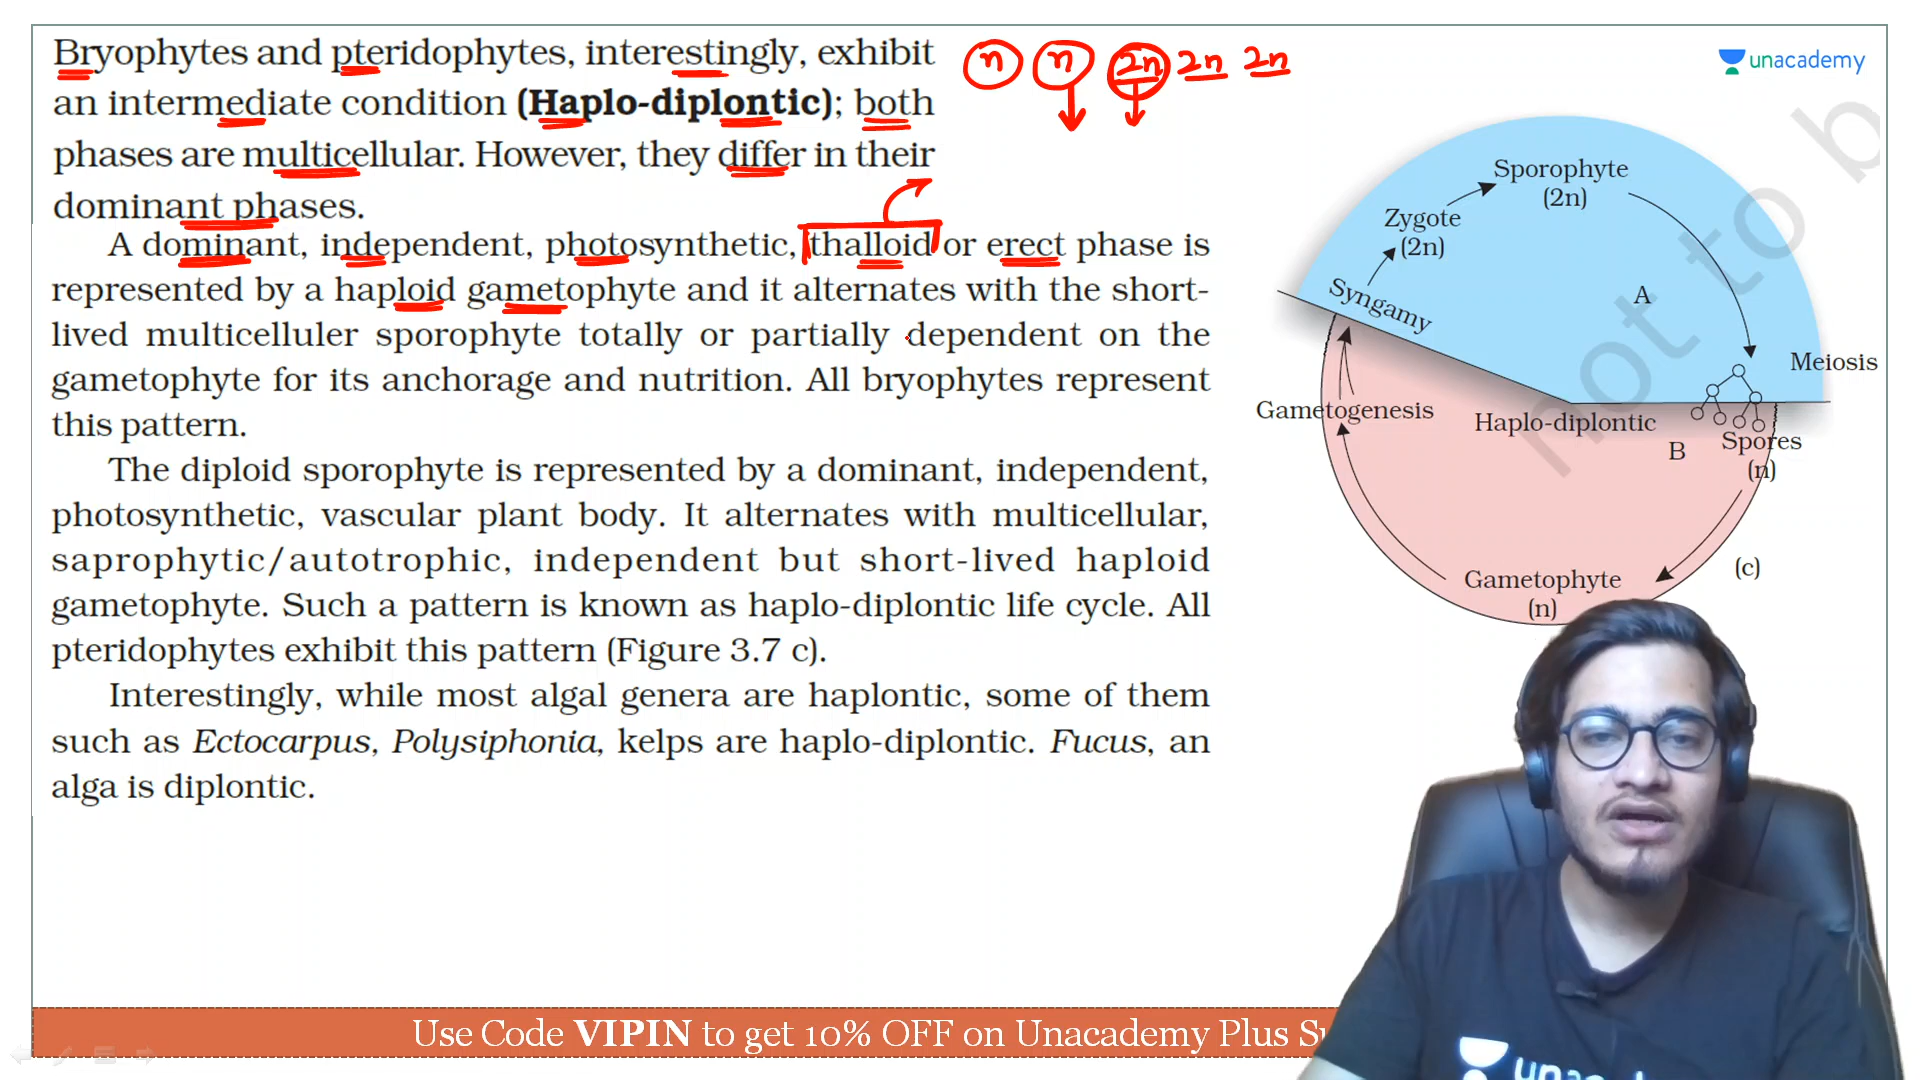 Bryophytes and pteridophytes, interestingly, exhibit
an intermediate condition (Haplo-diplontic); both
phases are multicellular. However, they differ in their
dominant phases.
A dominant, independent, photosynthetic, thalloid or erect phase is
represented by a haploid gametophyte and it alternates with the short-
lived multicelluler sporophyte totally or partially dependent on the
gametophyte for its anchorage and nutrition. All bryophytes represent
this pattern.
The diploid sporophyte is represented by a dominant, independent,
photosynthetic, vascular plant body. It alternates with multicellular,
saprophytic/autotrophic, independent but short-lived haploid
gametophyte. Such a pattern is known as haplo-diplontic life cycle. All
pteridophytes exhibit this pattern (Figure 3.7 c).
Interestingly, while most algal genera are haplontic, some of them
such as Ectocarpus, Polysiphonia, kelps are haplo-diplontic. Fucus, an
alga is diplontic.
n n 2n 2n 2n
unacademy
not to b
Sporophyte
(2n)
Zygote
(2n)
Syngamy
A
Meiosis
Gametogenesis
Haplo-diplontic
B
Spores
(n)
Gametophyte
(n)
(c)
Use Code VIPIN to get 10% OFF on Unacademy Plus Su